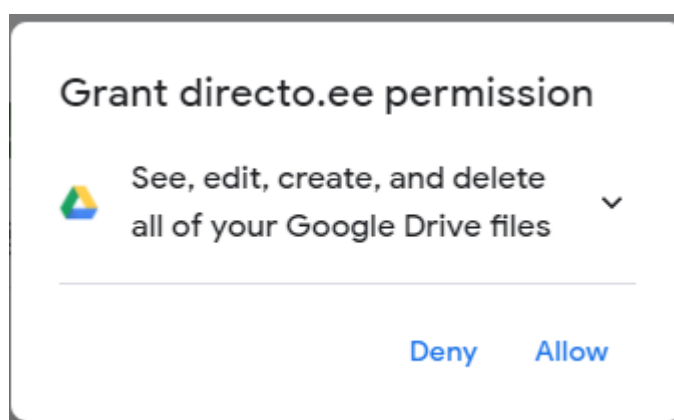 Grant directo.ee permission
See, edit, create, and delete
all of your Google Drive files
Deny Allow